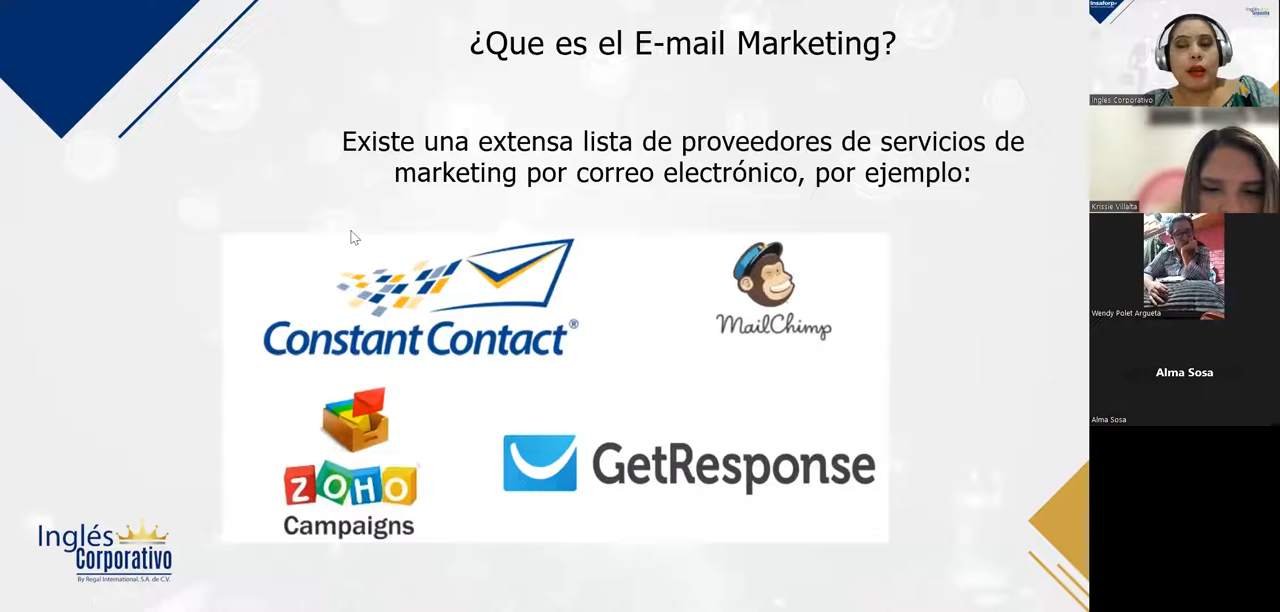 ¿Que es el E-mail Marketing?
Existe una extensa lista de proveedores de servicios de
marketing por correo electrónico, por ejemplo:
Constant Contact®
MailChimp
ZOHO
Campaigns
GetResponse
Inglés
Corporativo
By Regal International, S.A. de C.V.
Insaforp
Inglés Corporativo
Krissie Villalta
Wendy Polet Argueta
Alma Sosa
Alma Sosa